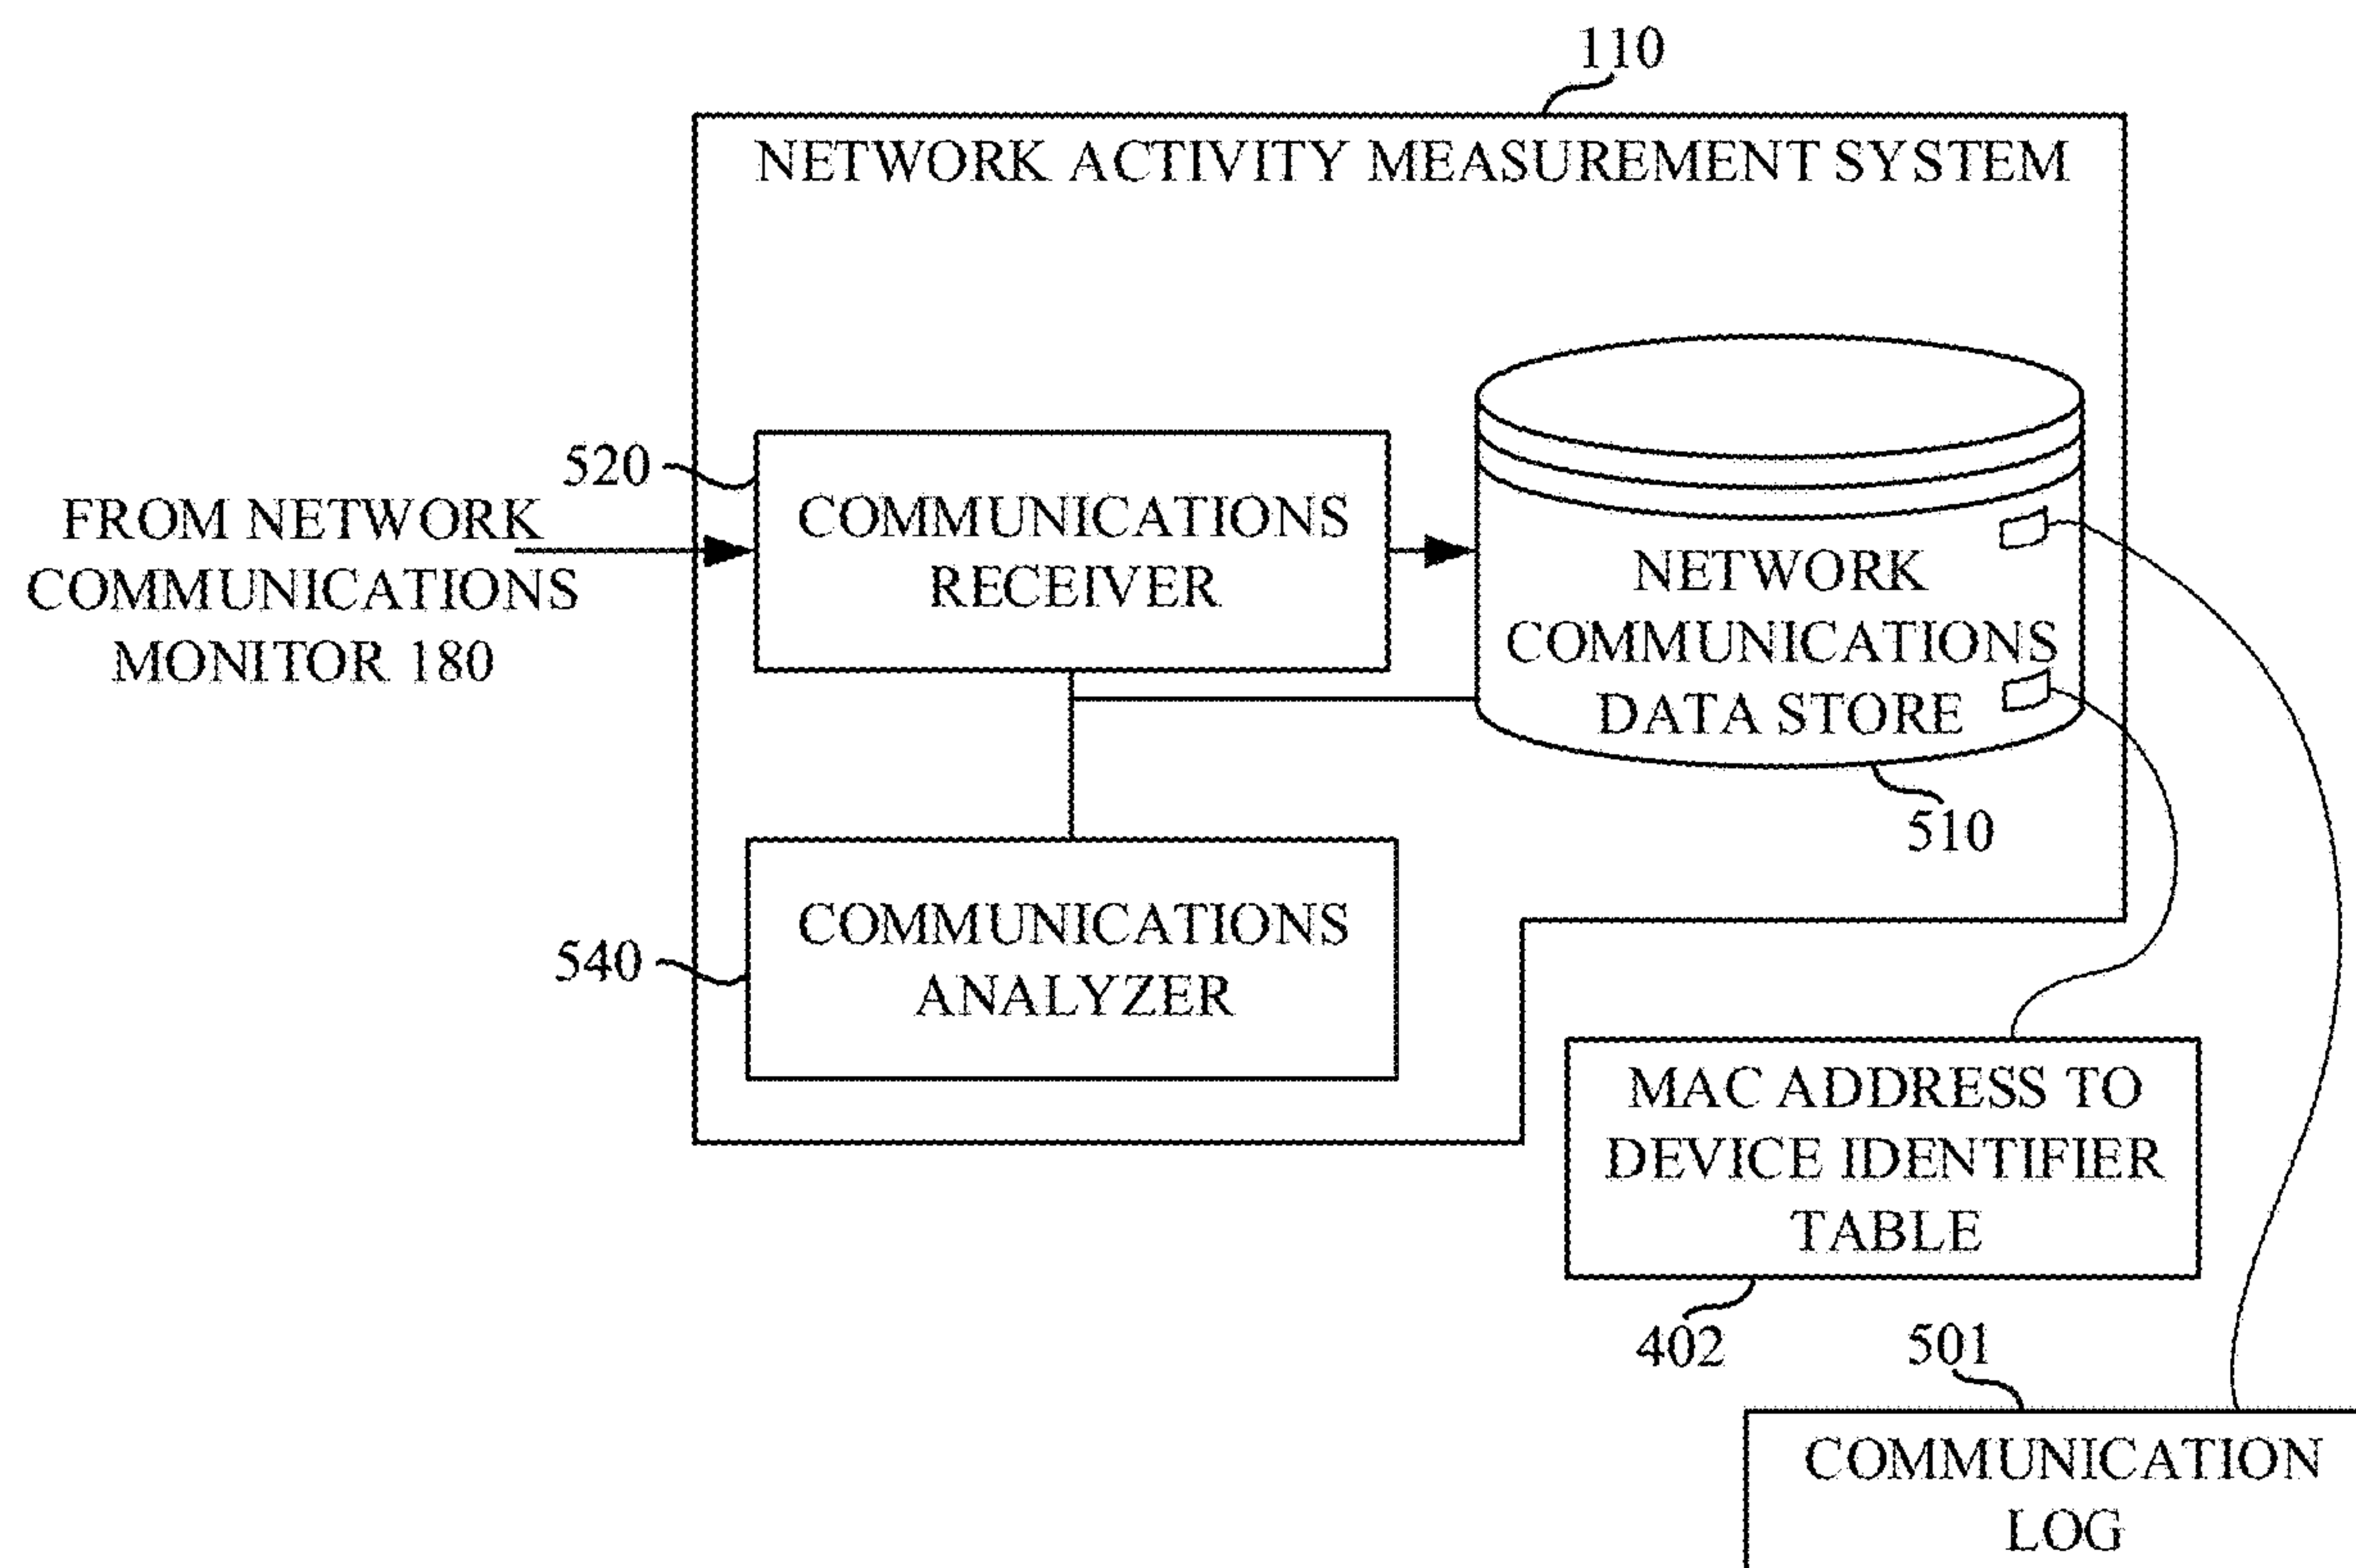 110
NETWORK ACTIVITY MEASUREMENT SYSTEM
520
FROM NETWORK
COMMUNICATIONS
MONITOR 180
COMMUNICATIONS
RECEIVER
NETWORK
COMMUNICATIONS
DATA STORE
510
540
COMMUNICATIONS
ANALYZER
MAC ADDRESS TO
DEVICE IDENTIFIER
TABLE
402
501
COMMUNICATION
LOG